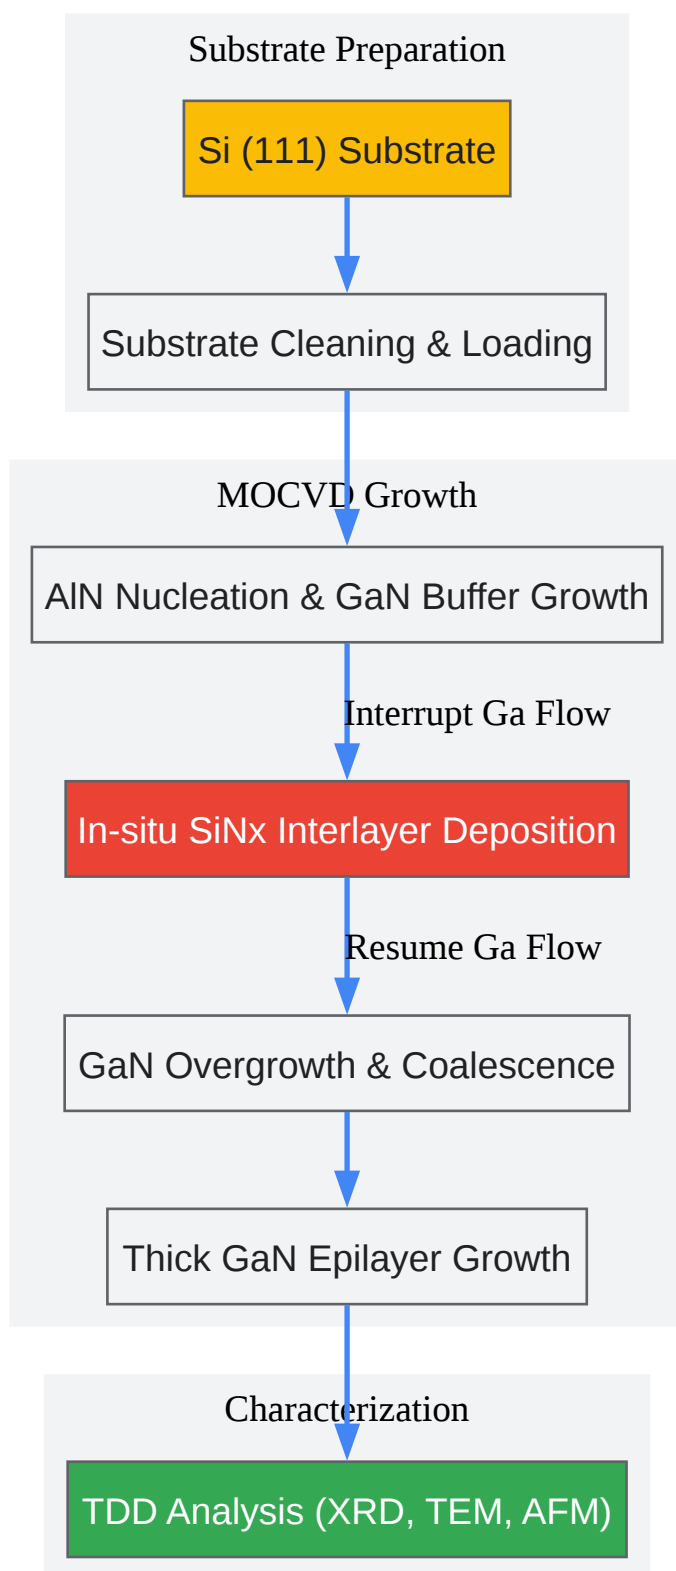 Substrate Preparation
Si (111) Substrate
Substrate Cleaning & Loading
MOCVD Growth
AlN Nucleation & GaN Buffer Growth
Interrupt Ga Flow
In-situ SiNx Interlayer Deposition
Resume Ga Flow
GaN Overgrowth & Coalescence
Thick GaN Epilayer Growth
Characterization
TDD Analysis (XRD, TEM, AFM)